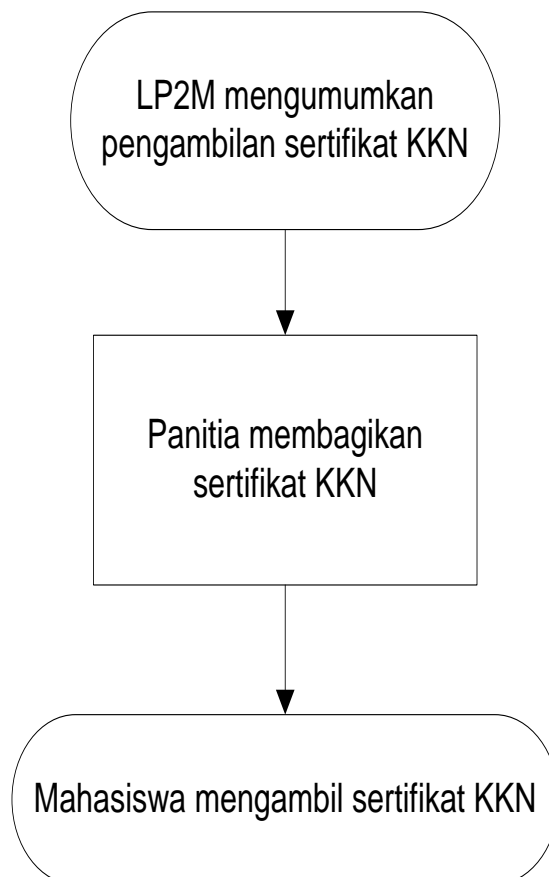 LP2M mengumumkan
pengambilan sertifikat KKN
Panitia membagikan
sertifikat KKN
Mahasiswa mengambil sertifikat KKN